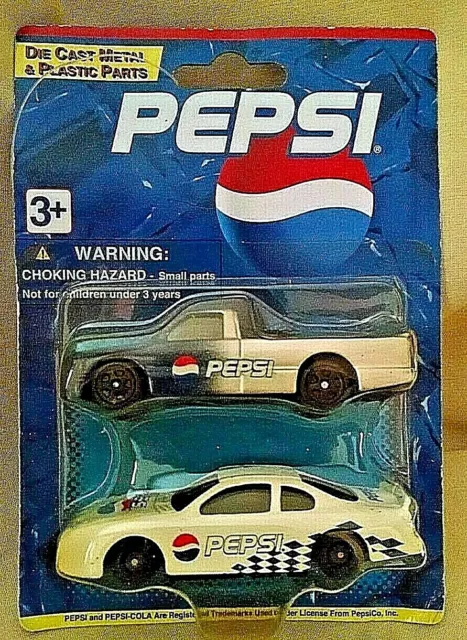 DIE CAST METAL
& PLASTIC PARTS
PEPSI®
3+
WARNING:
CHOKING HAZARD - Small parts
Not for children under 3 years
PEPSI
PEPSI
PEPSI and PEPSI-COLA Are Registered Trademarks Used Under License From PepsiCo, Inc.